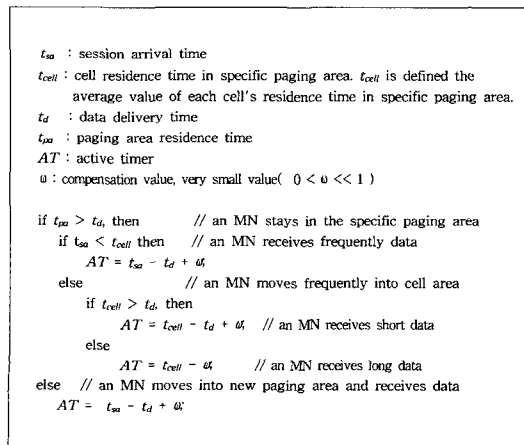 t_sa : session arrival time
t_cell : cell residence time in specific paging area. t_cell is defined the
average value of each cell's residence time in specific paging area.
t_d : data delivery time
t_pa : paging area residence time
AT : active timer
ω : compensation value, very small value( 0 < ω << 1 )
if t_pa > t_d, then // an MN stays in the specific paging area
if t_sa < t_cell then // an MN receives frequently data
AT = t_sa - t_d + ω;
else // an MN moves frequently into cell area
if t_cell > t_d, then
AT = t_cell - t_d + ω; // an MN receives short data
else
AT = t_cell - ω; // an MN receives long data
else // an MN moves into new paging area and receives data
AT = t_sa - t_d + ω;